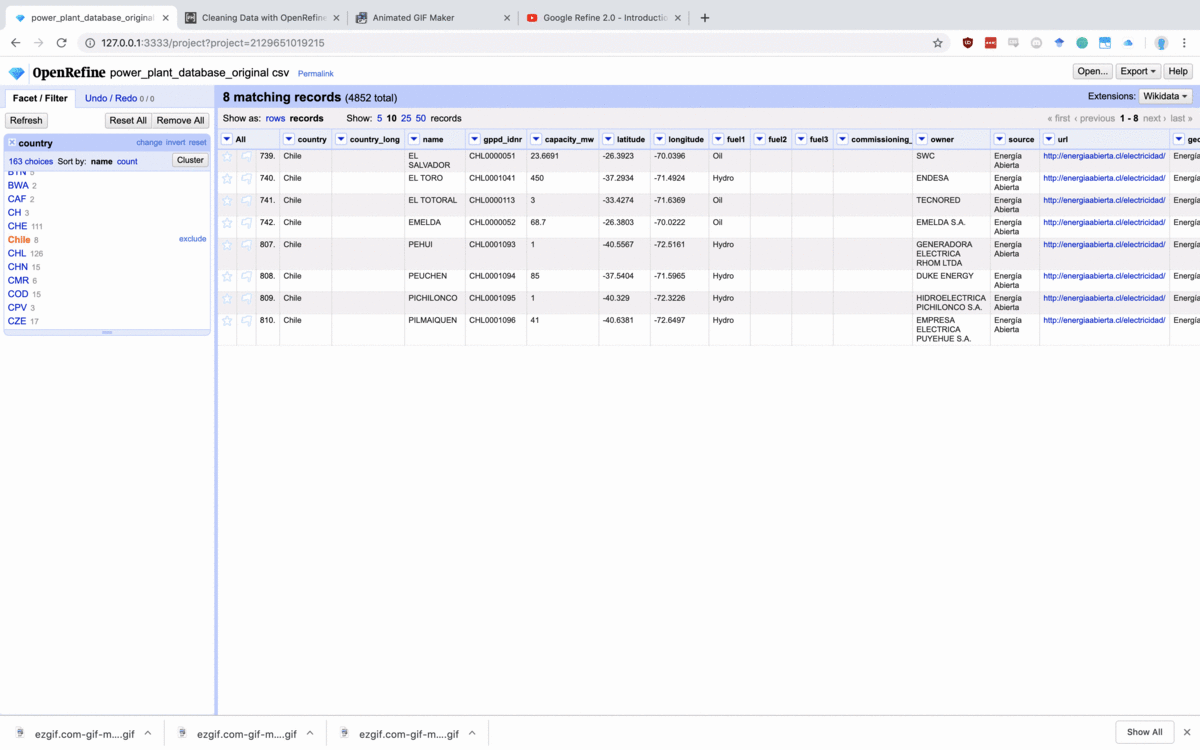 power_plant_database_original
Cleaning Data with OpenRefine
Animated GIF Maker
Google Refine 2.0 - Introductio
127.0.0.1:3333/project?project=2129651019215
OpenRefine power_plant_database_original csv Permalink
Open... Export Help
Facet / Filter Undo / Redo 0 / 0
Refresh Reset All Remove All
country change invert reset
163 choices Sort by: name count Cluster
BTN 5
BWA 2
CAF 2
CH 3
CHE 111
Chile 8 exclude
CHL 126
CHN 15
CMR 6
COD 15
CPV 3
CZE 17
8 matching records (4852 total)
Extensions: Wikidata
Show as: rows records Show: 5 10 25 50 records
« first ‹ previous 1 - 8 next › last »
All country country_long name gppd_idnr capacity_mw latitude longitude fuel1 fuel2 fuel3 commissioning_ owner source url geo
739. Chile EL SALVADOR CHL0000051 23.6691 -26.3923 -70.0396 Oil SWC Energía Abierta http://energiaabierta.cl/electricidad/ Energía
740. Chile EL TORO CHL0001041 450 -37.2934 -71.4924 Hydro ENDESA Energía Abierta http://energiaabierta.cl/electricidad/ Energía
741. Chile EL TOTORAL CHL0000113 3 -33.4274 -71.6369 Oil TECNORED Energía Abierta http://energiaabierta.cl/electricidad/ Energía
742. Chile EMELDA CHL0000052 68.7 -26.3803 -70.0222 Oil EMELDA S.A. Energía Abierta http://energiaabierta.cl/electricidad/ Energía
807. Chile PEHUI CHL0001093 1 -40.5567 -72.5161 Hydro GENERADORA ELECTRICA RHOM LTDA Energía Abierta http://energiaabierta.cl/electricidad/ Energía
808. Chile PEUCHEN CHL0001094 85 -37.5404 -71.5965 Hydro DUKE ENERGY Energía Abierta http://energiaabierta.cl/electricidad/ Energía
809. Chile PICHILONCO CHL0001095 1 -40.329 -72.3226 Hydro HIDROELECTRICA PICHILONCO S.A. Energía Abierta http://energiaabierta.cl/electricidad/ Energía
810. Chile PILMAIQUEN CHL0001096 41 -40.6381 -72.6497 Hydro EMPRESA ELECTRICA PUYEHUE S.A. Energía Abierta http://energiaabierta.cl/electricidad/ Energía
ezgif.com-gif-m....gif
ezgif.com-gif-m....gif
ezgif.com-gif-m....gif
Show All